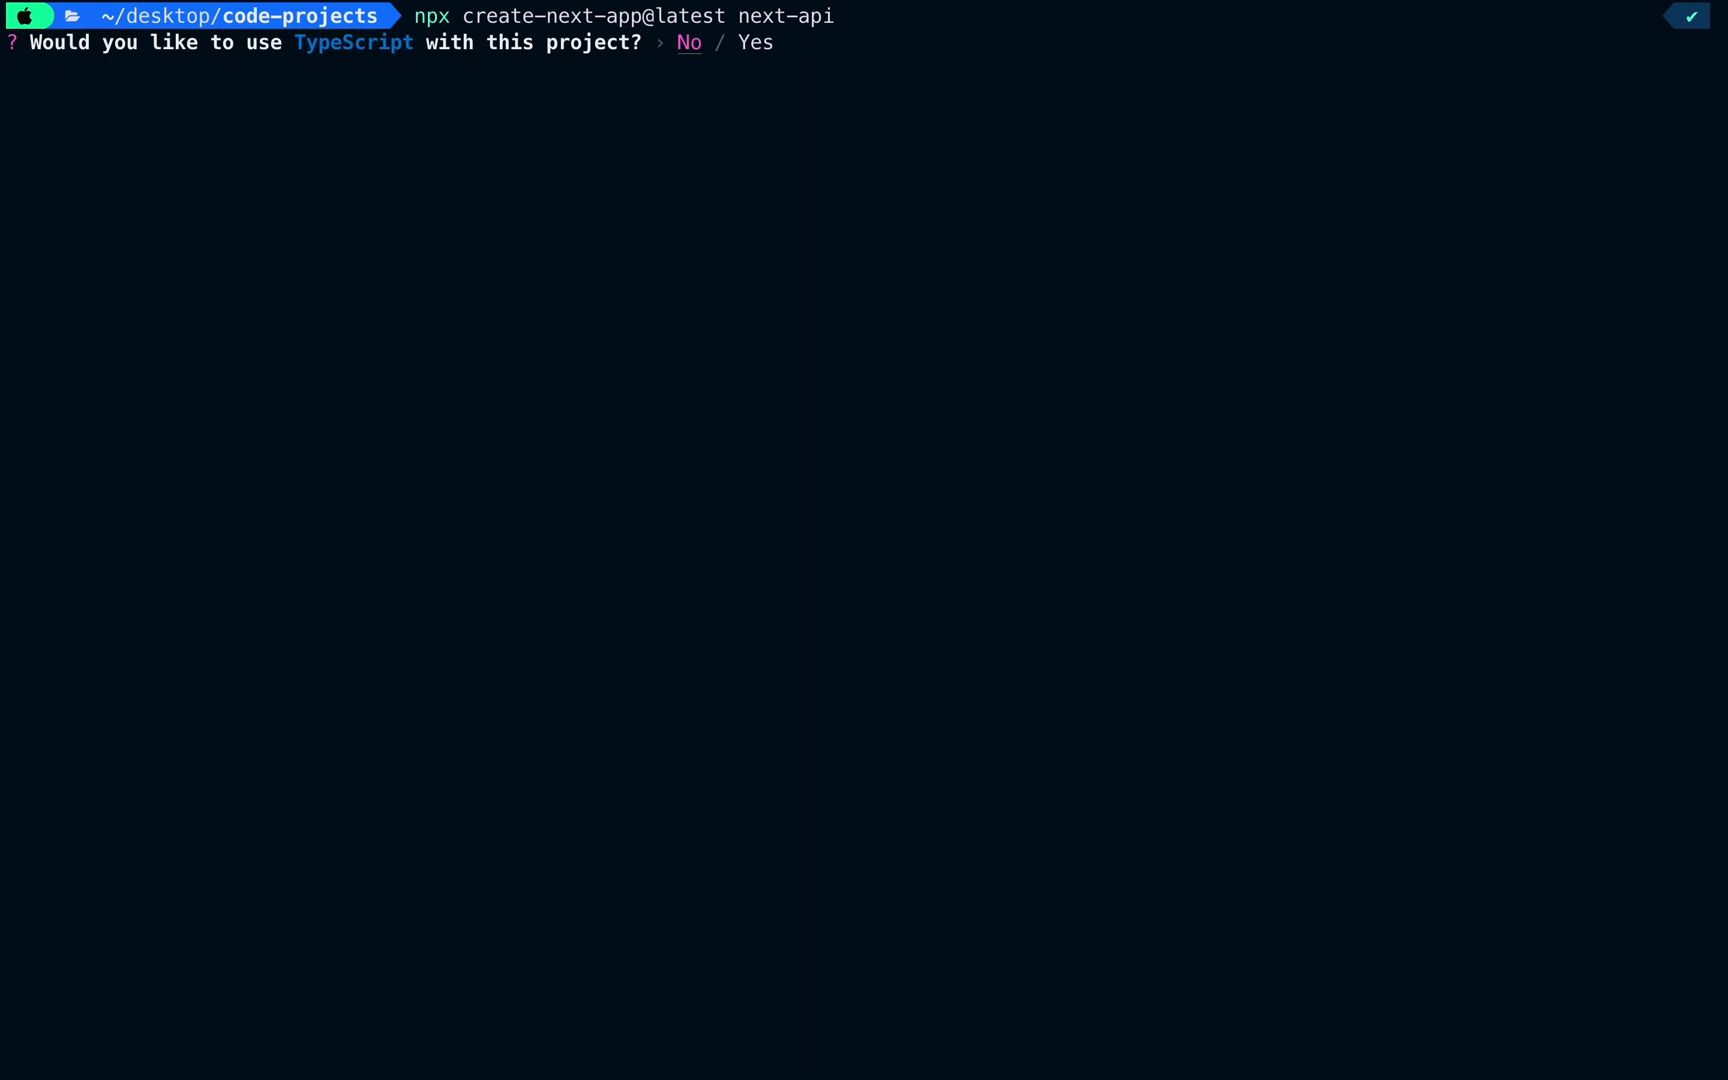 ~/desktop/code-projects npx create-next-app@latest next-api ✔
? Would you like to use TypeScript with this project? › No / Yes